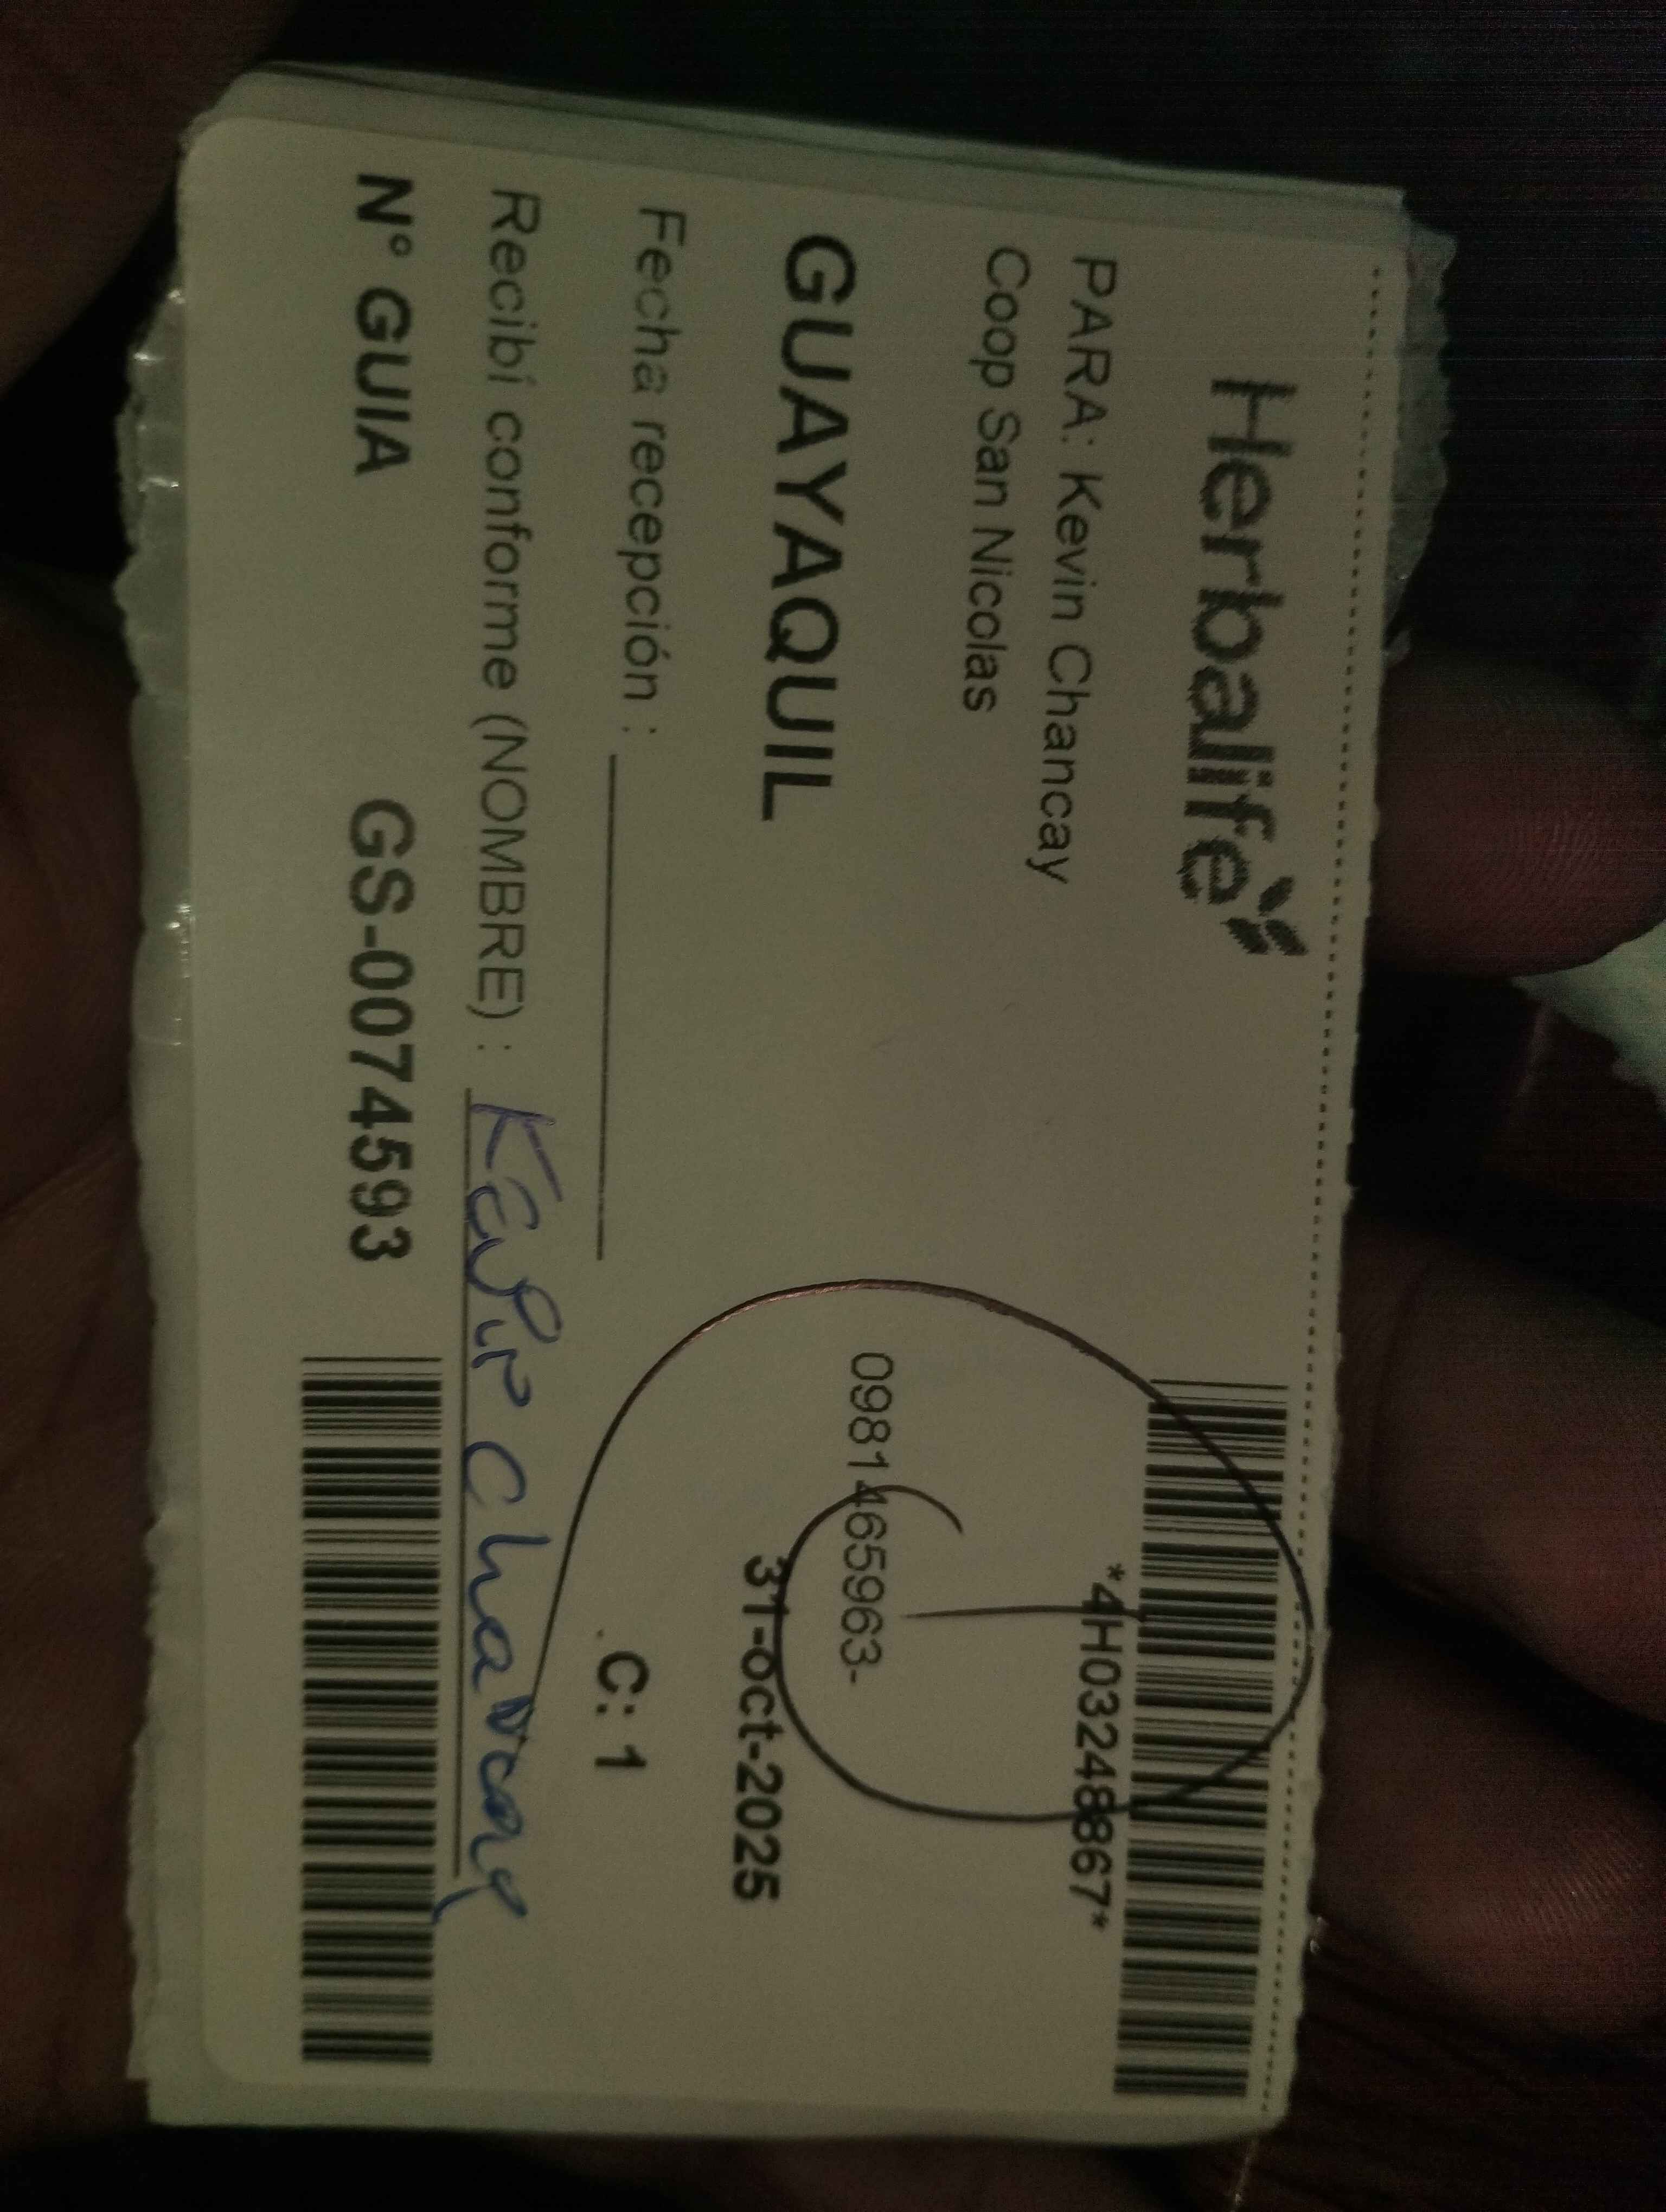 Herbalife
*4H03248867*
PARA: Kevin Chancay
Coop San Nicolas
0981465963-
GUAYAQUIL
31-oct-2025
Fecha recepción :
C: 1
Recibí conforme (NOMBRE) : Kevin Chancay
N° GUIA GS-0074593